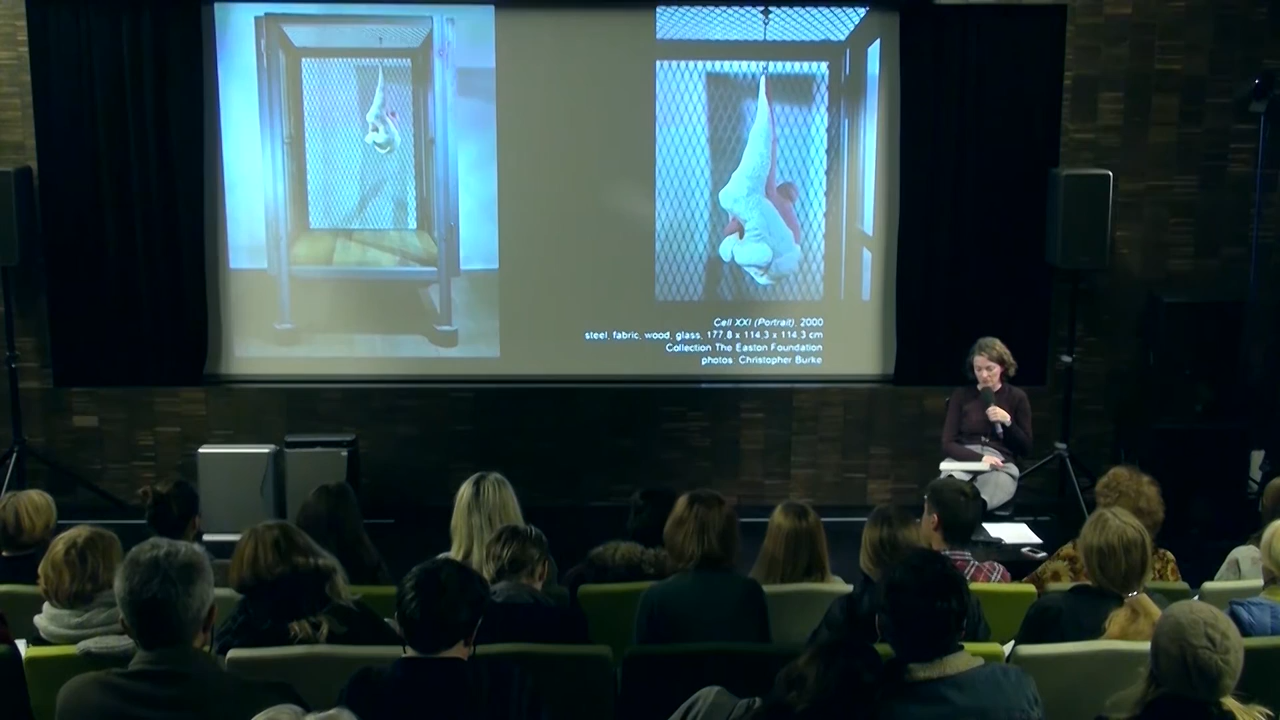 Cell XXI (Portrait), 2000
steel, fabric, wood, glass, 177.8 x 114.3 x 114.3 cm
Collection The Easton Foundation
photos: Christopher Burke